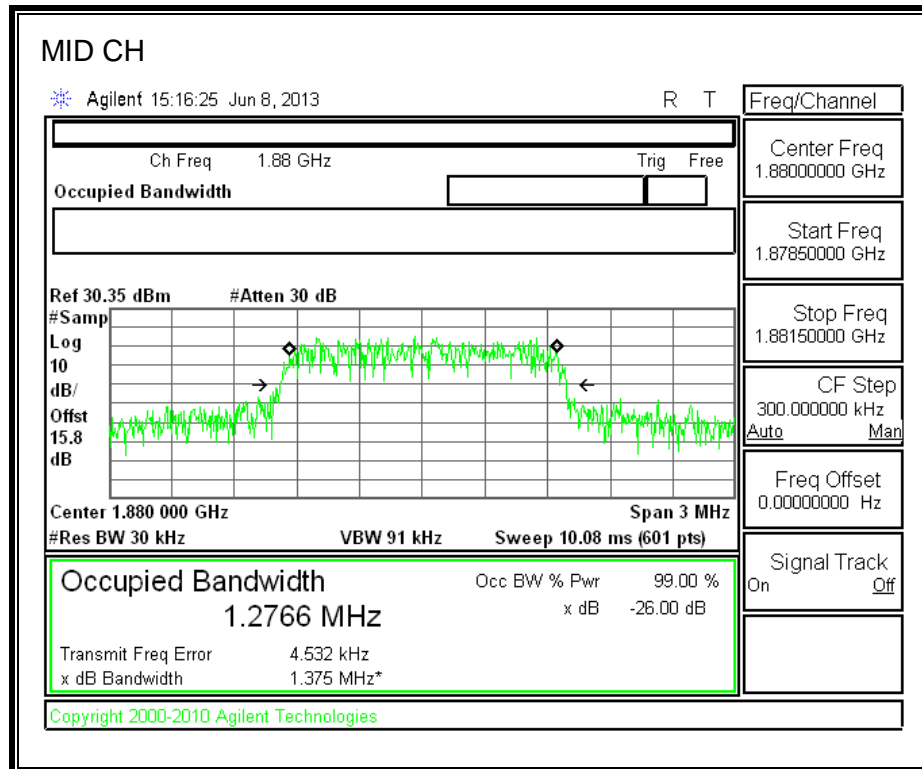 MID CH
Agilent 15:16:25 Jun 8, 2013 R T
Ch Freq 1.88 GHz Trig Free
Occupied Bandwidth
Ref 30.35 dBm #Atten 30 dB
#Samp
Log
10
dB/
Offst
15.8
dB
Center 1.880 000 GHz Span 3 MHz
#Res BW 30 kHz VBW 91 kHz Sweep 10.08 ms (601 pts)
Occupied Bandwidth Occ BW % Pwr 99.00 %
1.2766 MHz x dB -26.00 dB
Transmit Freq Error 4.532 kHz
x dB Bandwidth 1.375 MHz*
Copyright 2000-2010 Agilent Technologies
Freq/Channel
Center Freq
1.88000000 GHz
Start Freq
1.87850000 GHz
Stop Freq
1.88150000 GHz
CF Step
300.000000 kHz
Auto Man
Freq Offset
0.00000000 Hz
Signal Track
On Off